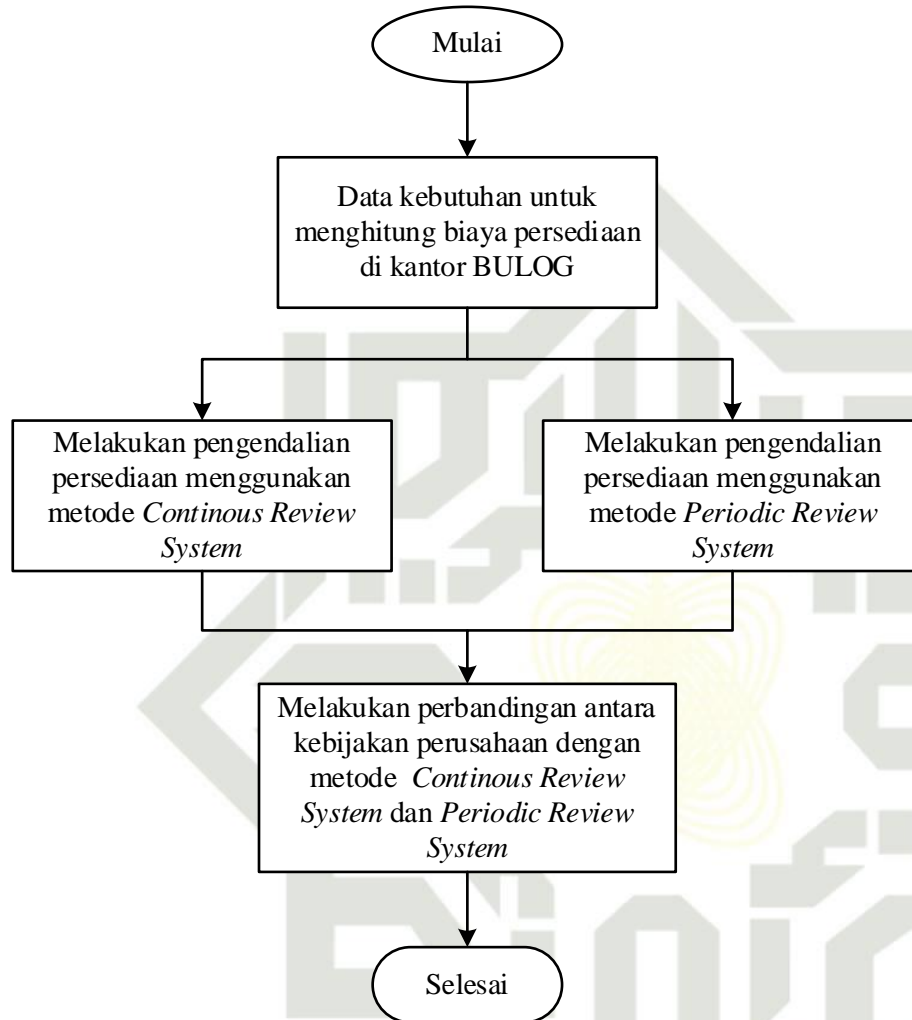 Mulai
Data kebutuhan untuk
menghitung biaya persediaan
di kantor BULOG
Melakukan pengendalian
persediaan menggunakan
metode Continous Review
System
Melakukan pengendalian
persediaan menggunakan
metode Periodic Review
System
Melakukan perbandingan antara
kebijakan perusahaan dengan
metode Continous Review
System dan Periodic Review
System
Selesai